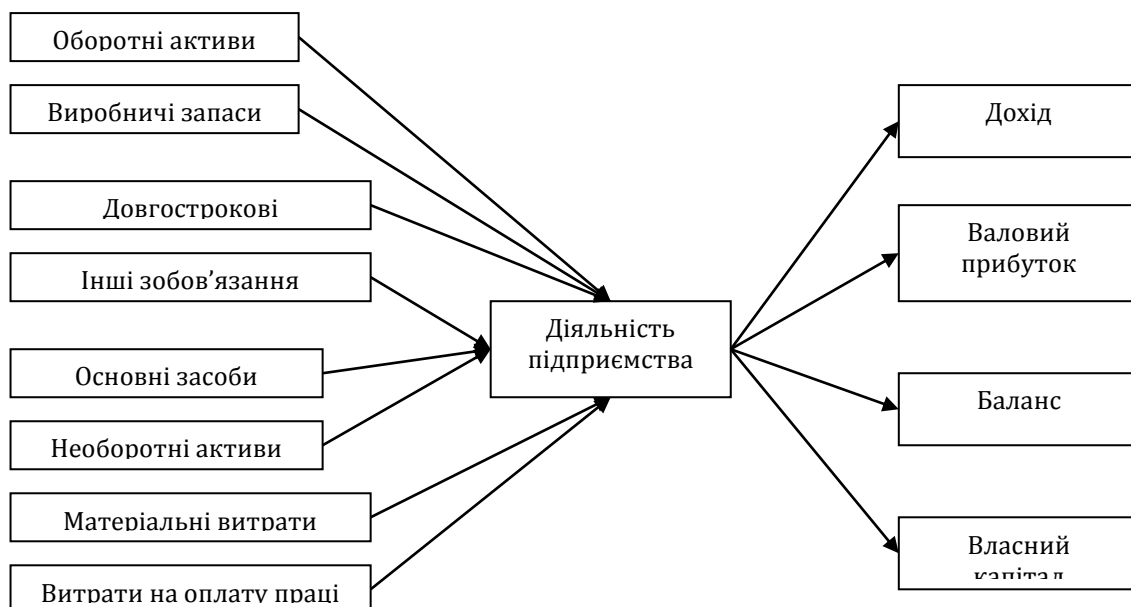 Оборотні активи
Виробничі запаси
Довгострокові
Інші зобов’язання
Основні засоби
Необоротні активи
Матеріальні витрати
Витрати на оплату праці
Діяльність
підприємства
Дохід
Валовий
прибуток
Баланс
Власний
капітал